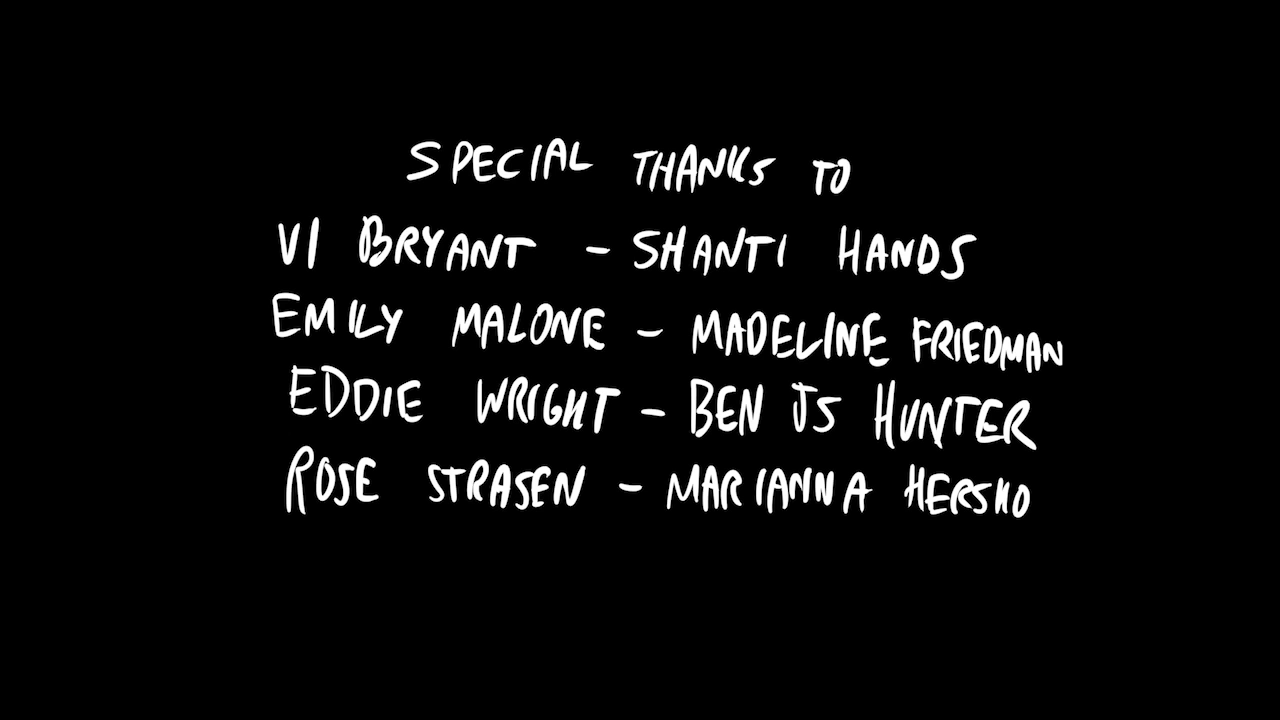 SPECIAL THANKS TO
VI BRYANT - SHANTI HANDS
EMILY MALONE - MADELINE FRIEDMAN
EDDIE WRIGHT - BEN JS HUNTER
ROSE STRASEN - MARIANNA HERSHO